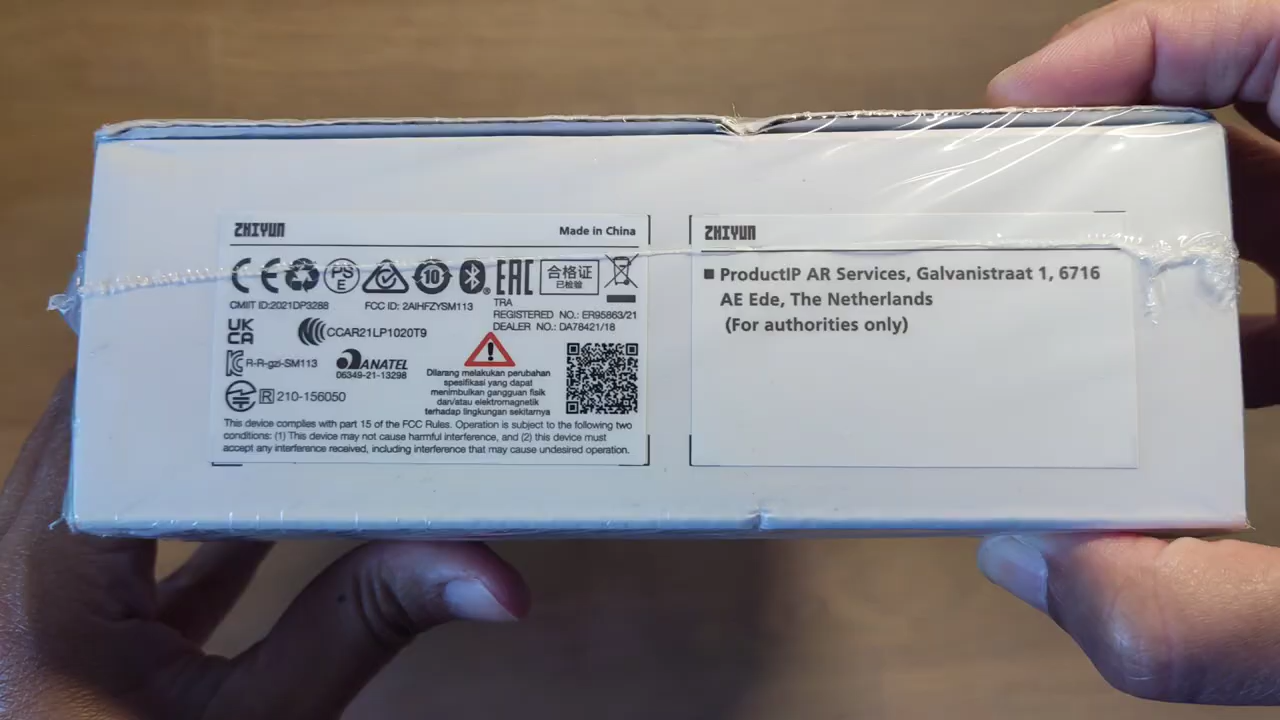 ZHIYUN
Made in China
CE
PS E
10
EAC
合格证
已检验
CMIIT ID:2021DP3288
FCC ID: 2AIHFZYSM113
TRA
REGISTERED NO.: ER95863/21
DEALER NO.: DA78421/18
UK
CA
CCAR21LP1020T9
R-R-gzi-SM113
ANATEL
06349-21-13298
R 210-156050
!
Dilarang melakukan perubahan
spesifikasi yang dapat
menimbulkan gangguan fisik
dan/atau elektromagnetik
terhadap lingkungan sekitarnya
This device complies with part 15 of the FCC Rules. Operation is subject to the following two
conditions: (1) This device may not cause harmful interference, and (2) this device must
accept any interference received, including interference that may cause undesired operation.
ZHIYUN
■ ProductIP AR Services, Galvanistraat 1, 6716
AE Ede, The Netherlands
(For authorities only)